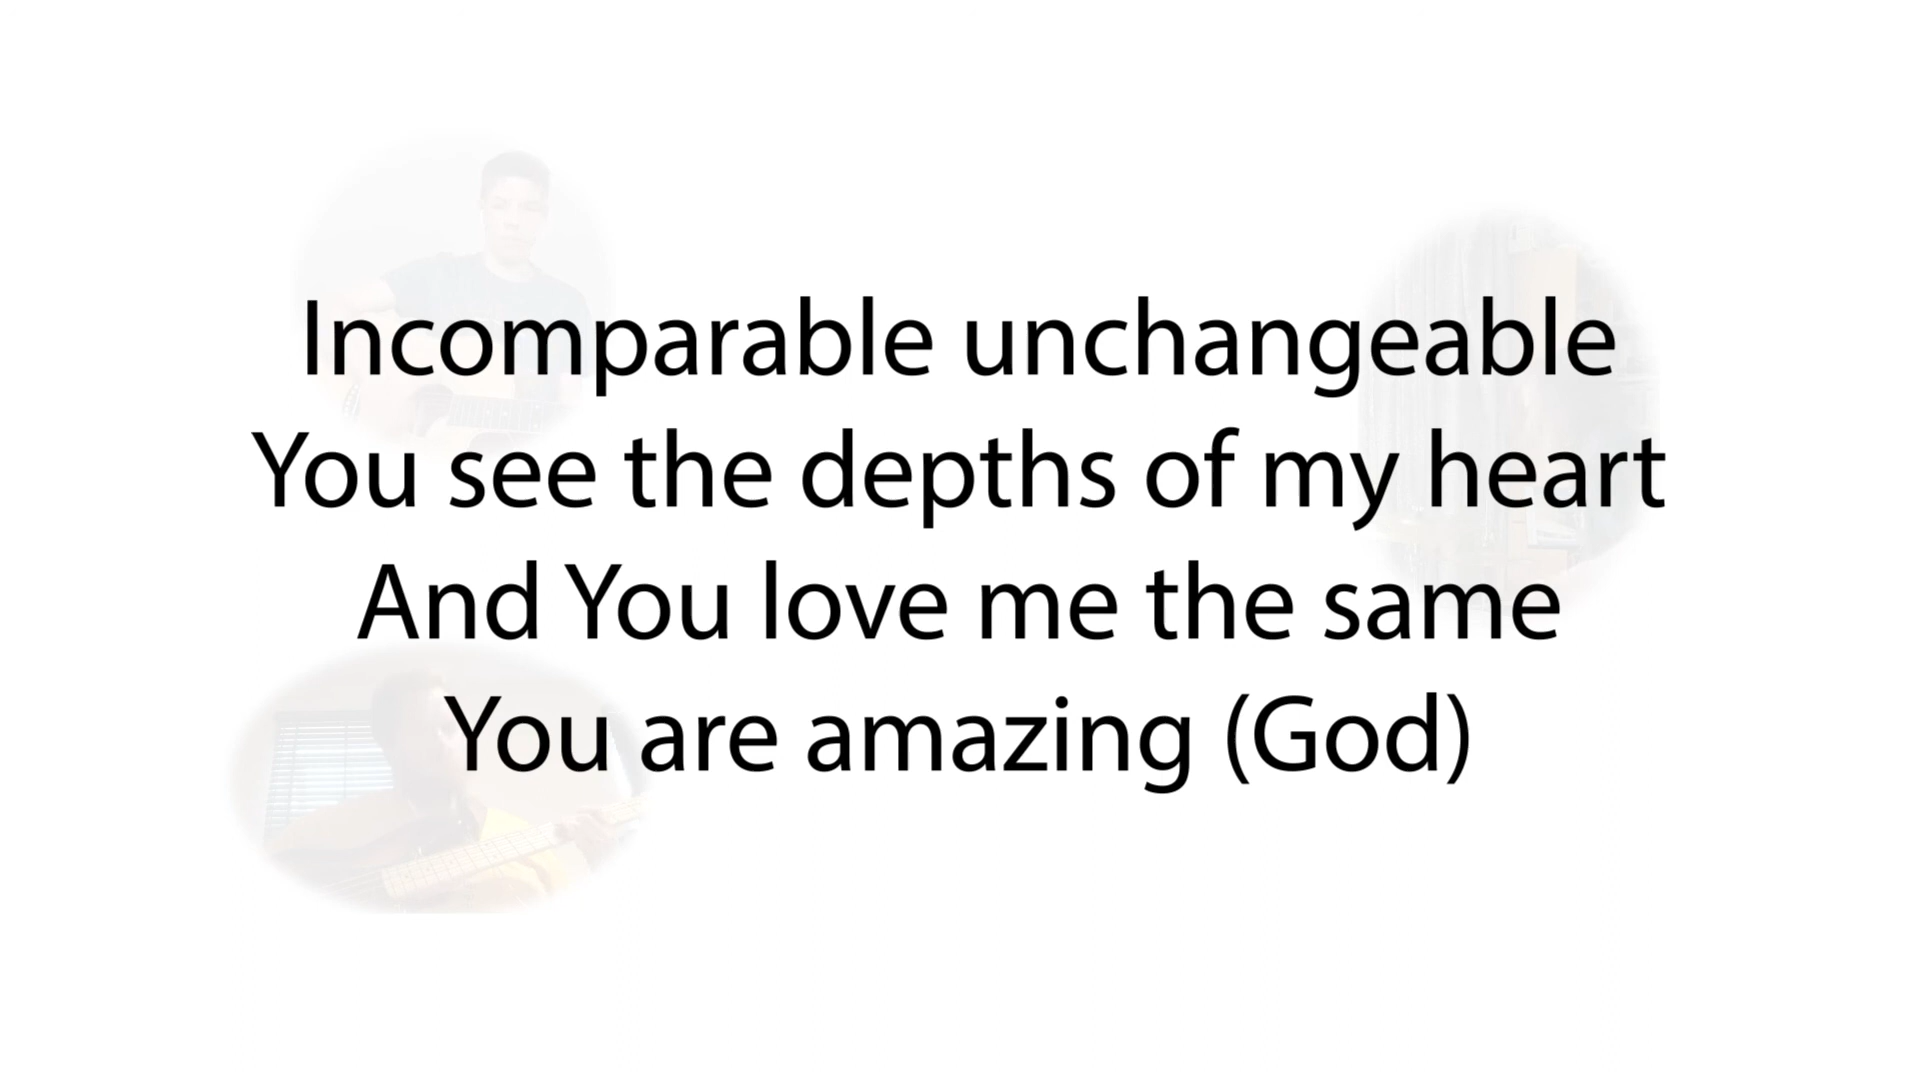 Incomparable unchangeable
You see the depths of my heart
And You love me the same
You are amazing (God)